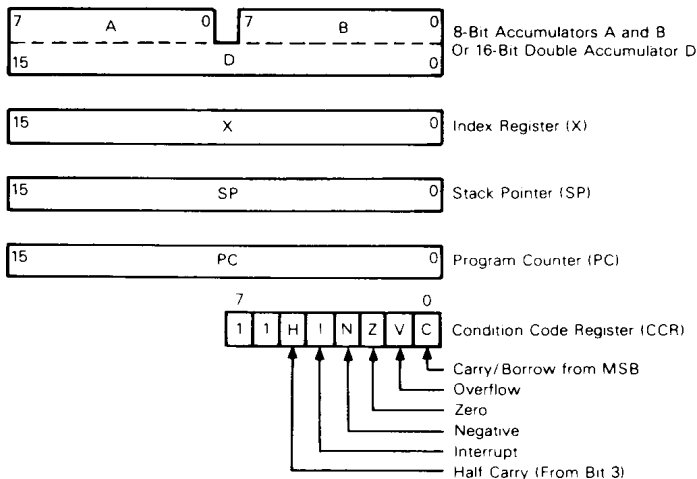 7 A 0 7 B 0 8-Bit Accumulators A and B
15 D 0 Or 16-Bit Double Accumulator D
15 X 0 Index Register (X)
15 SP 0 Stack Pointer (SP)
15 PC 0 Program Counter (PC)
7 0
1 1 H I N Z V C Condition Code Register (CCR)
Carry/Borrow from MSB
Overflow
Zero
Negative
Interrupt
Half Carry (From Bit 3)